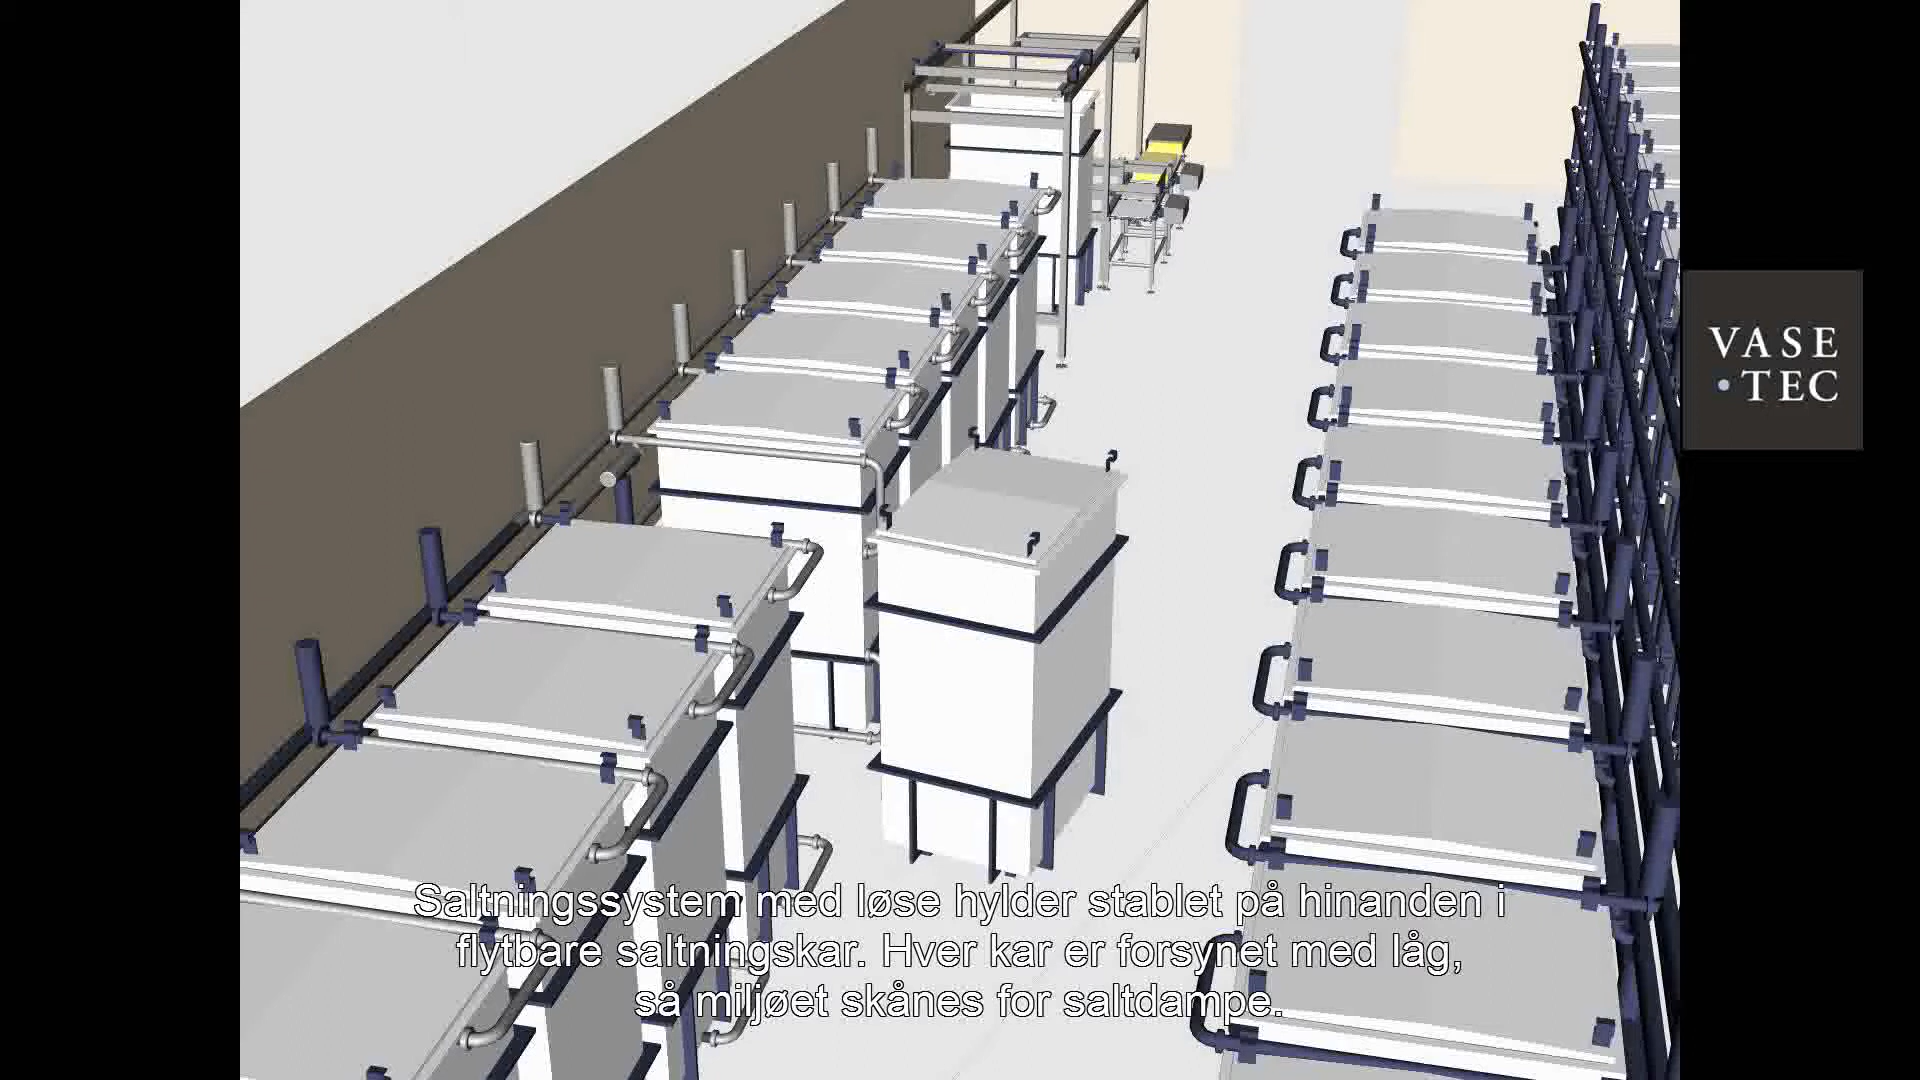 VASE
•TEC
Saltningssystem med løse hylder stablet på hinanden i
flytbare saltningskar. Hver kar er forsynet med låg,
så miljøet skånes for saltdampe.